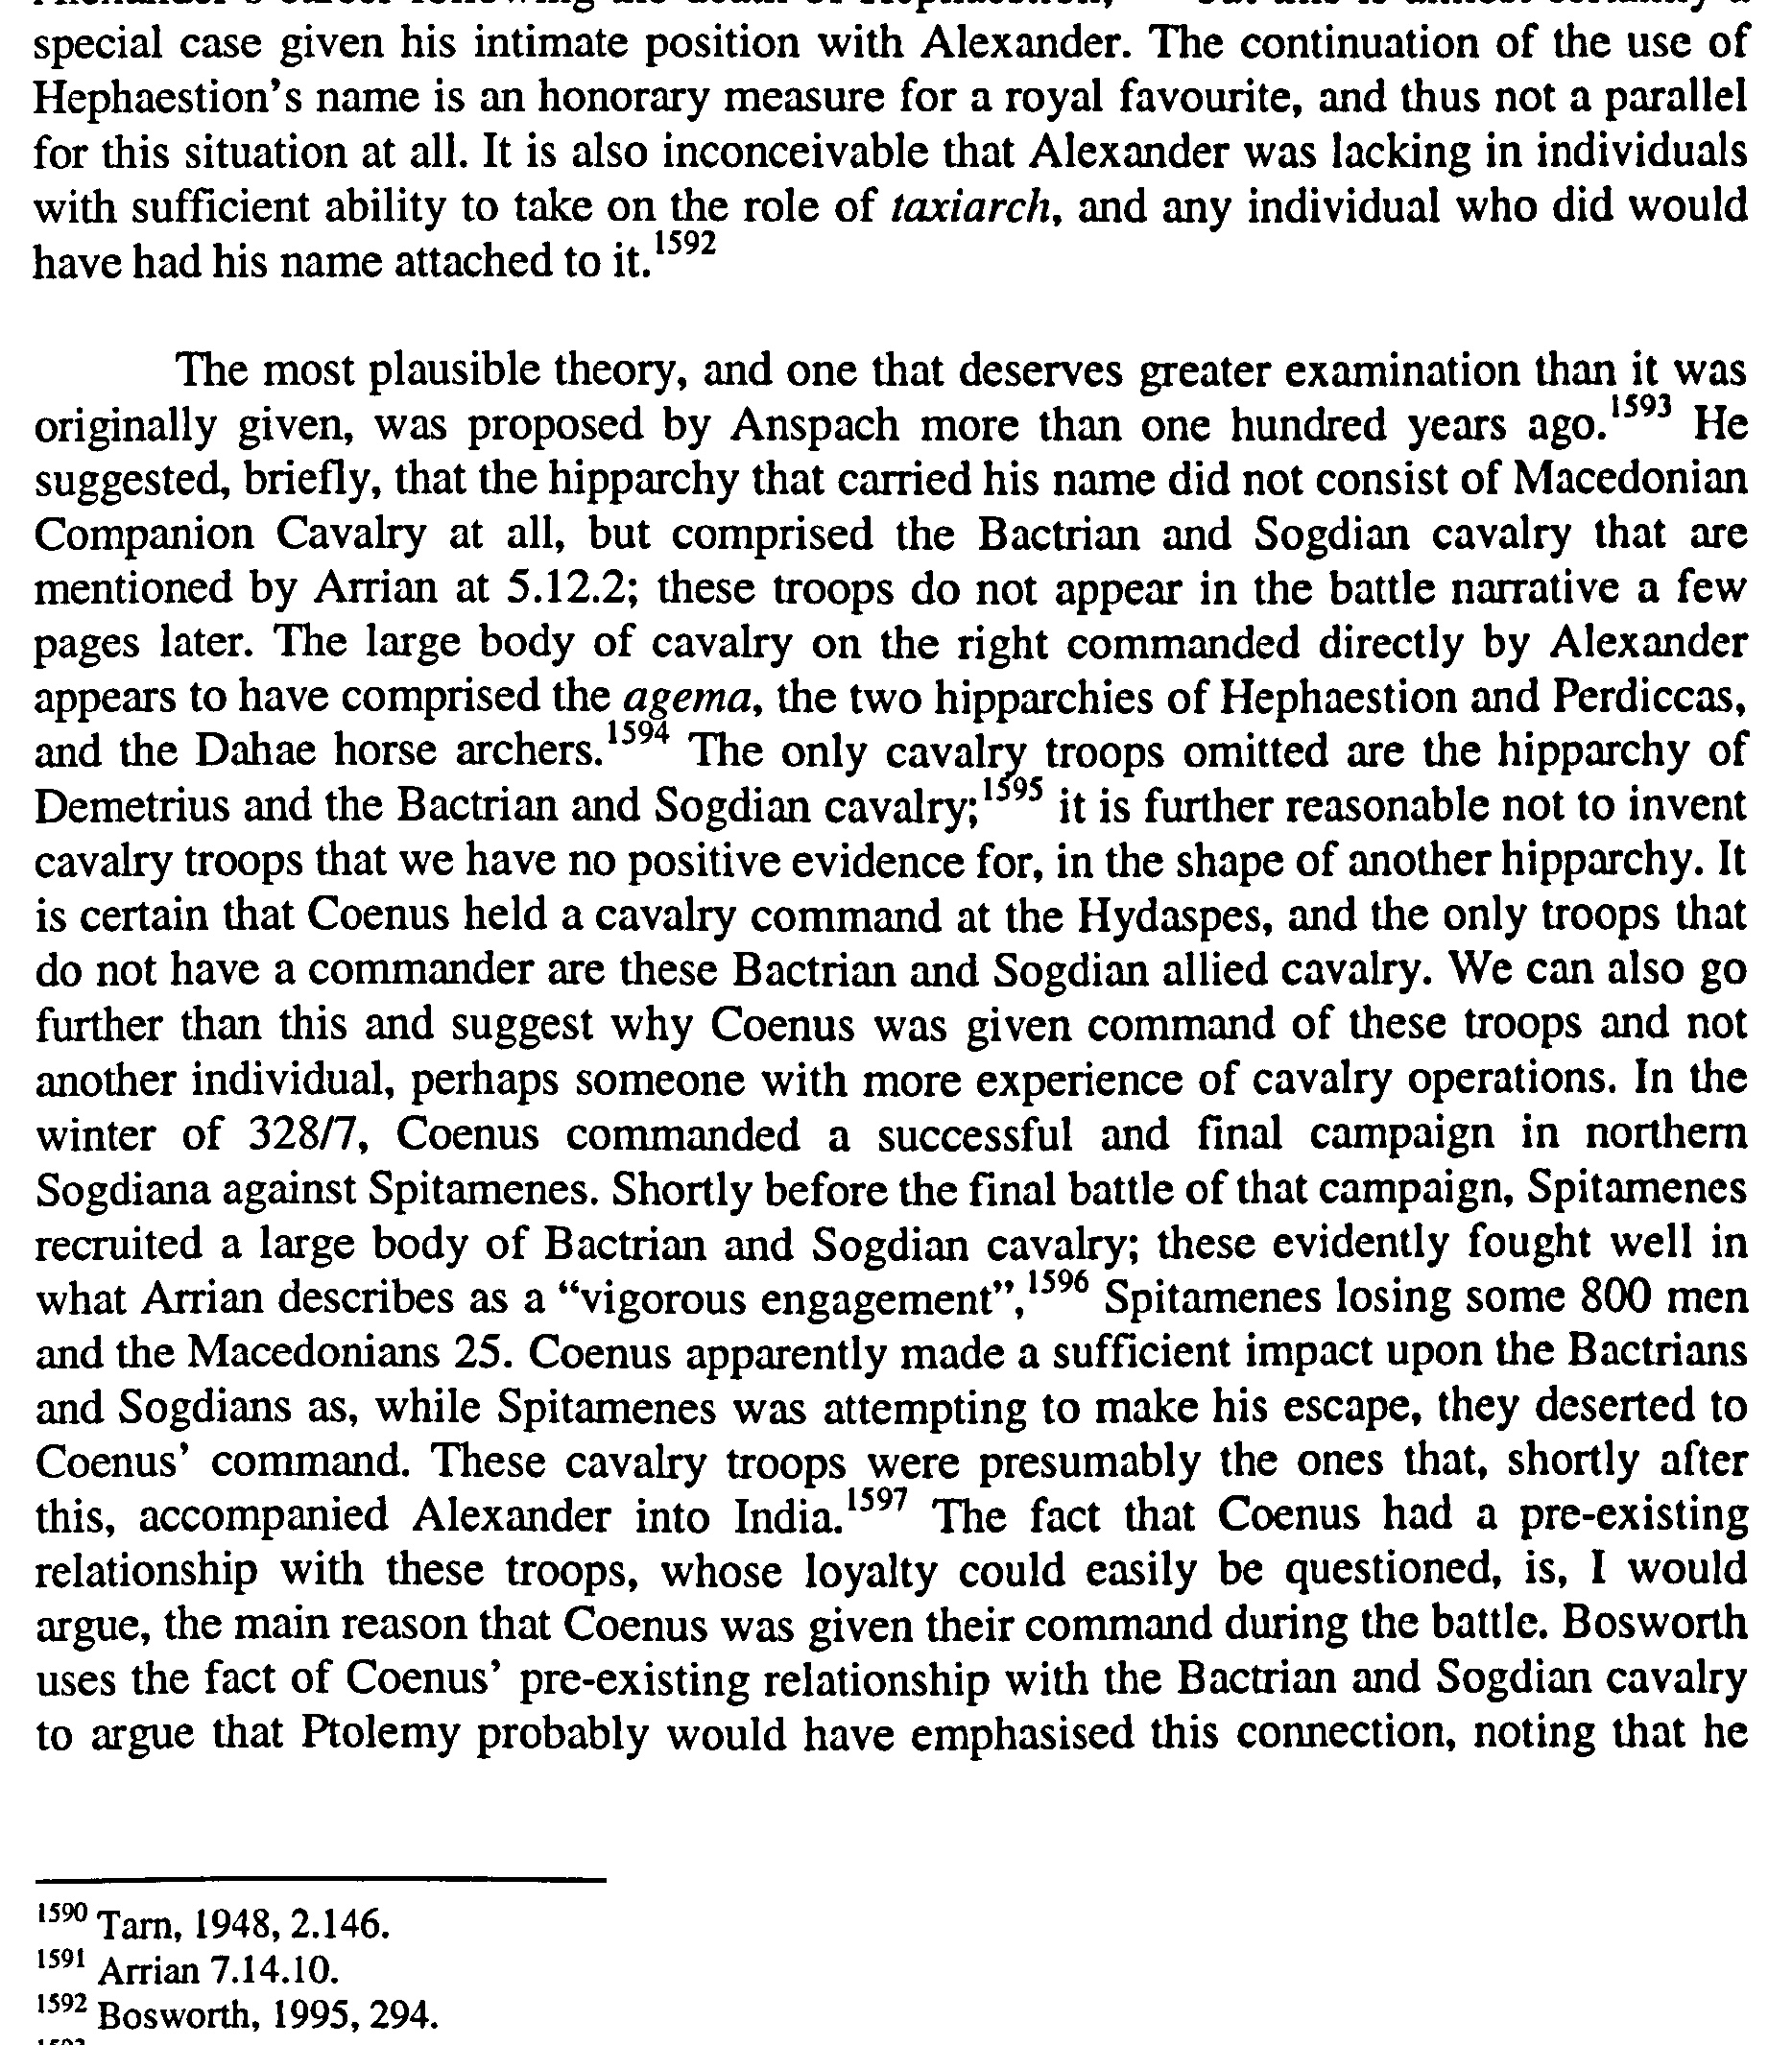 special case given his intimate position with Alexander. The continuation of the use of
Hephaestion's name is an honorary measure for a royal favourite, and thus not a parallel
for this situation at all. It is also inconceivable that Alexander was lacking in individuals
with sufficient ability to take on the role of taxiarch, and any individual who did would
have had his name attached to it.1592
The most plausible theory, and one that deserves greater examination than it was
originally given, was proposed by Anspach more than one hundred years ago.1593 He
suggested, briefly, that the hipparchy that carried his name did not consist of Macedonian
Companion Cavalry at all, but comprised the Bactrian and Sogdian cavalry that are
mentioned by Arrian at 5.12.2; these troops do not appear in the battle narrative a few
pages later. The large body of cavalry on the right commanded directly by Alexander
appears to have comprised the agema, the two hipparchies of Hephaestion and Perdiccas,
and the Dahae horse archers.1594 The only cavalry troops omitted are the hipparchy of
Demetrius and the Bactrian and Sogdian cavalry;1595 it is further reasonable not to invent
cavalry troops that we have no positive evidence for, in the shape of another hipparchy. It
is certain that Coenus held a cavalry command at the Hydaspes, and the only troops that
do not have a commander are these Bactrian and Sogdian allied cavalry. We can also go
further than this and suggest why Coenus was given command of these troops and not
another individual, perhaps someone with more experience of cavalry operations. In the
winter of 328/7, Coenus commanded a successful and final campaign in northern
Sogdiana against Spitamenes. Shortly before the final battle of that campaign, Spitamenes
recruited a large body of Bactrian and Sogdian cavalry; these evidently fought well in
what Arrian describes as a “vigorous engagement”,1596 Spitamenes losing some 800 men
and the Macedonians 25. Coenus apparently made a sufficient impact upon the Bactrians
and Sogdians as, while Spitamenes was attempting to make his escape, they deserted to
Coenus' command. These cavalry troops were presumably the ones that, shortly after
this, accompanied Alexander into India.1597 The fact that Coenus had a pre-existing
relationship with these troops, whose loyalty could easily be questioned, is, I would
argue, the main reason that Coenus was given their command during the battle. Bosworth
uses the fact of Coenus' pre-existing relationship with the Bactrian and Sogdian cavalry
to argue that Ptolemy probably would have emphasised this connection, noting that he
1590 Tarn, 1948, 2.146.
1591 Arrian 7.14.10.
1592 Bosworth, 1995, 294.